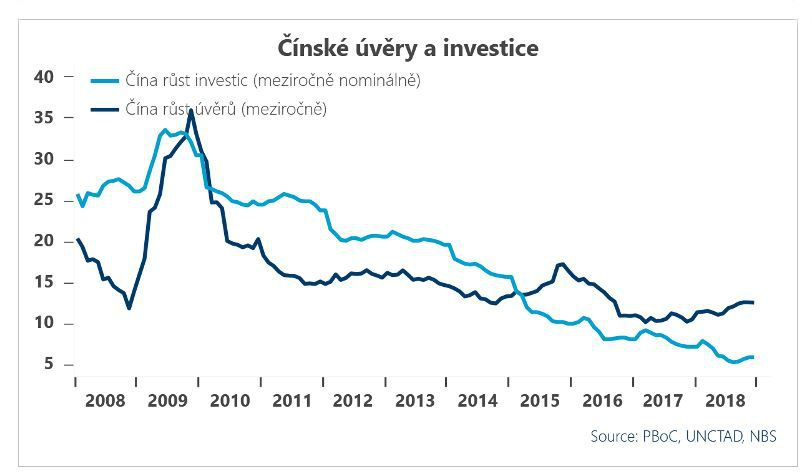 Čínské úvěry a investice
Čína růst investic (meziročně nominálně)
Čína růst úvěrů (meziročně)
40
35
30
25
20
15
10
5
2008 2009 2010 2011 2012 2013 2014 2015 2016 2017 2018
Source: PBoC, UNCTAD, NBS